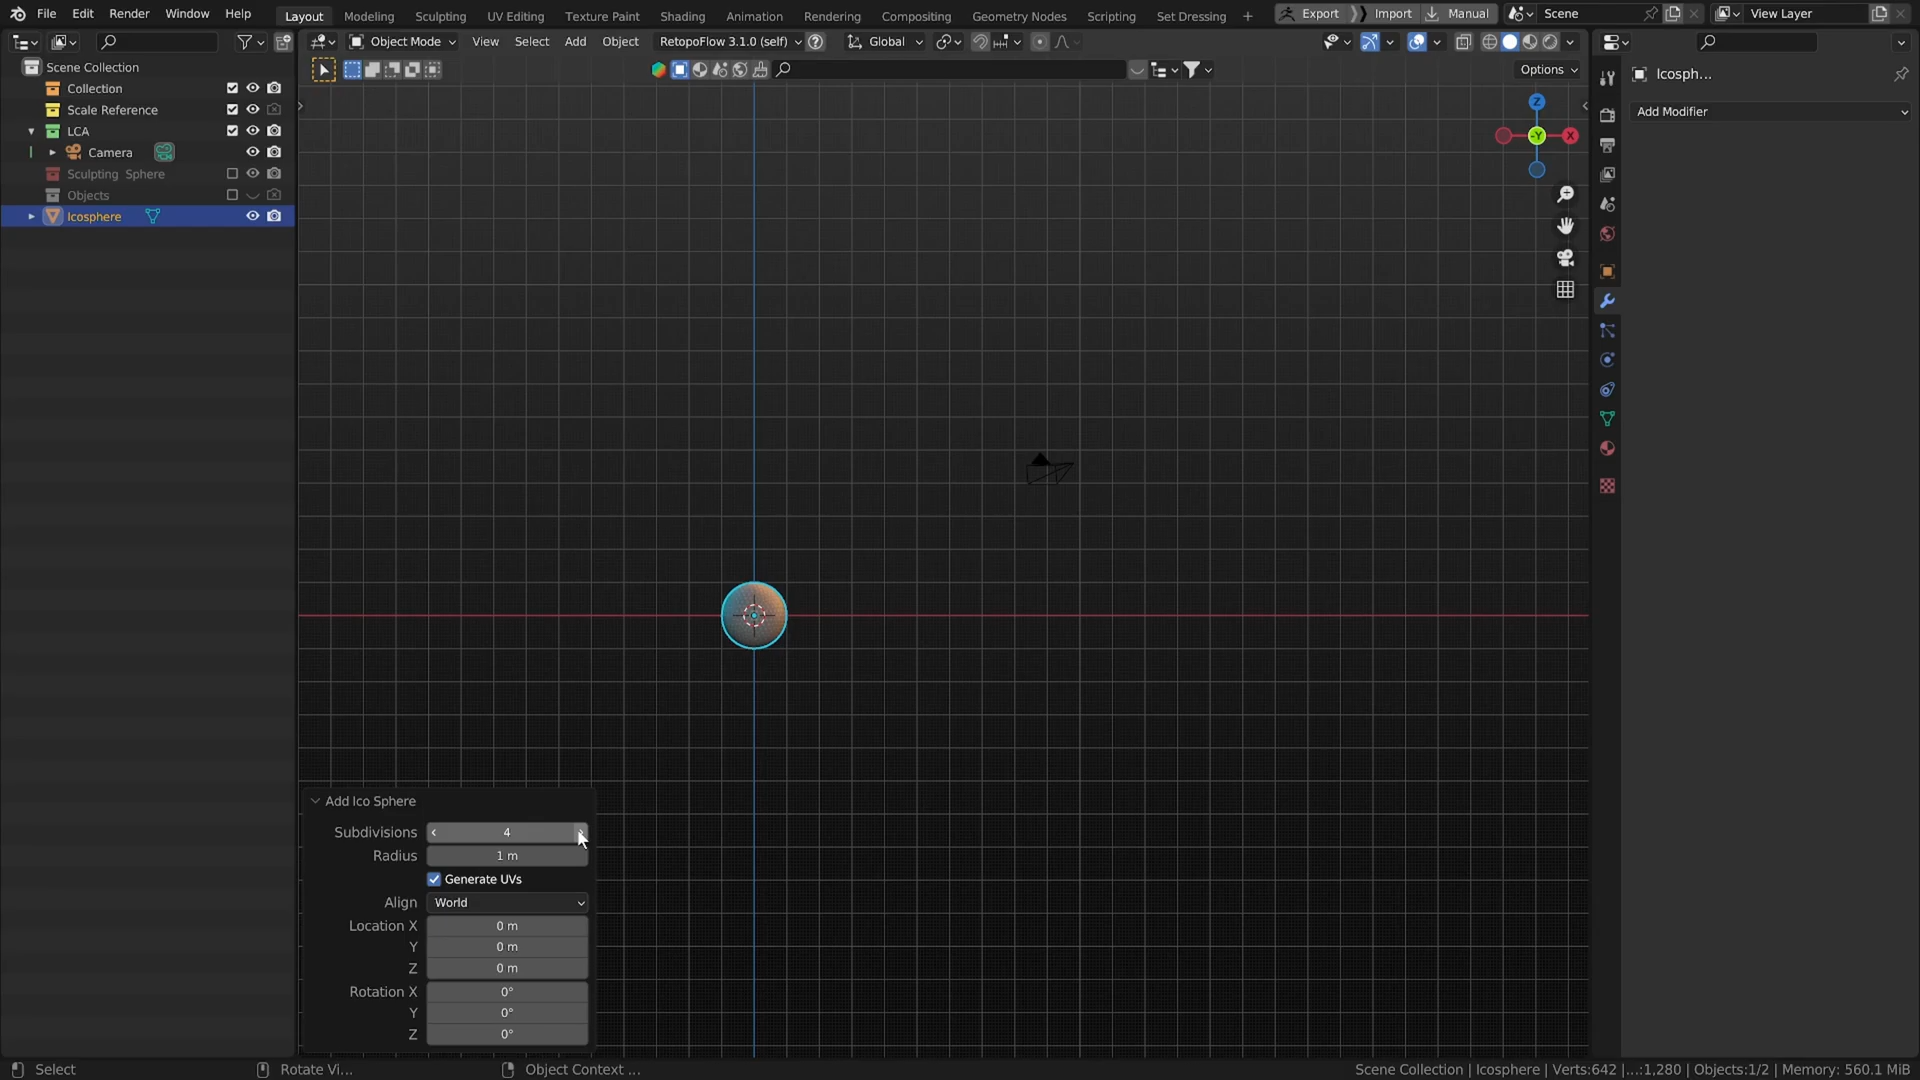 File Edit Render Window Help Layout Modeling Sculpting UV Editing Texture Paint Shading Animation Rendering Compositing Geometry Nodes Scripting Set Dressing + Export Import Manual Scene View Layer
Object Mode View Select Add Object RetopoFlow 3.1.0 (self) Global
Options
Scene Collection
Collection
Scale Reference
LCA
Camera
Sculpting Sphere
Objects
Icosphere
Z
-Y
X
Icosph...
Add Modifier
Add Ico Sphere
Subdivisions 4
Radius 1 m
Generate UVs
Align World
Location X 0 m
Y 0 m
Z 0 m
Rotation X 0°
Y 0°
Z 0°
Select Rotate Vi... Object Context ... Scene Collection | Icosphere | Verts:642 |...:1,280 | Objects:1/2 | Memory: 560.1 MiB